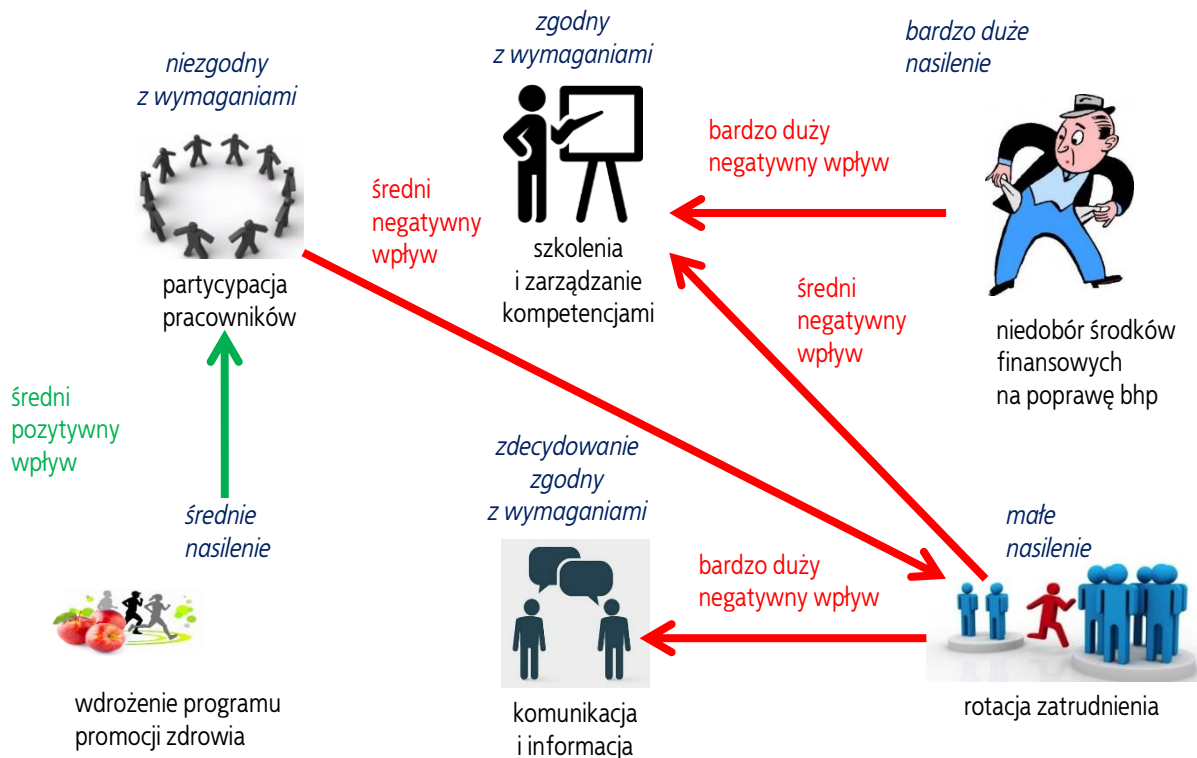 niezgodny
z wymaganiami
partycypacja
pracowników
średni
negatywny
wpływ
zgodny
z wymaganiami
szkolenia
i zarządzanie
kompetencjami
bardzo duży
negatywny wpływ
bardzo duże
nasilenie
niedobór środków
finansowych
na poprawę bhp
średni
negatywny
wpływ
średni
pozytywny
wpływ
średnie
nasilenie
wdrożenie programu
promocji zdrowia
zdecydowanie
zgodny
z wymaganiami
komunikacja
i informacja
bardzo duży
negatywny wpływ
małe
nasilenie
rotacja zatrudnienia